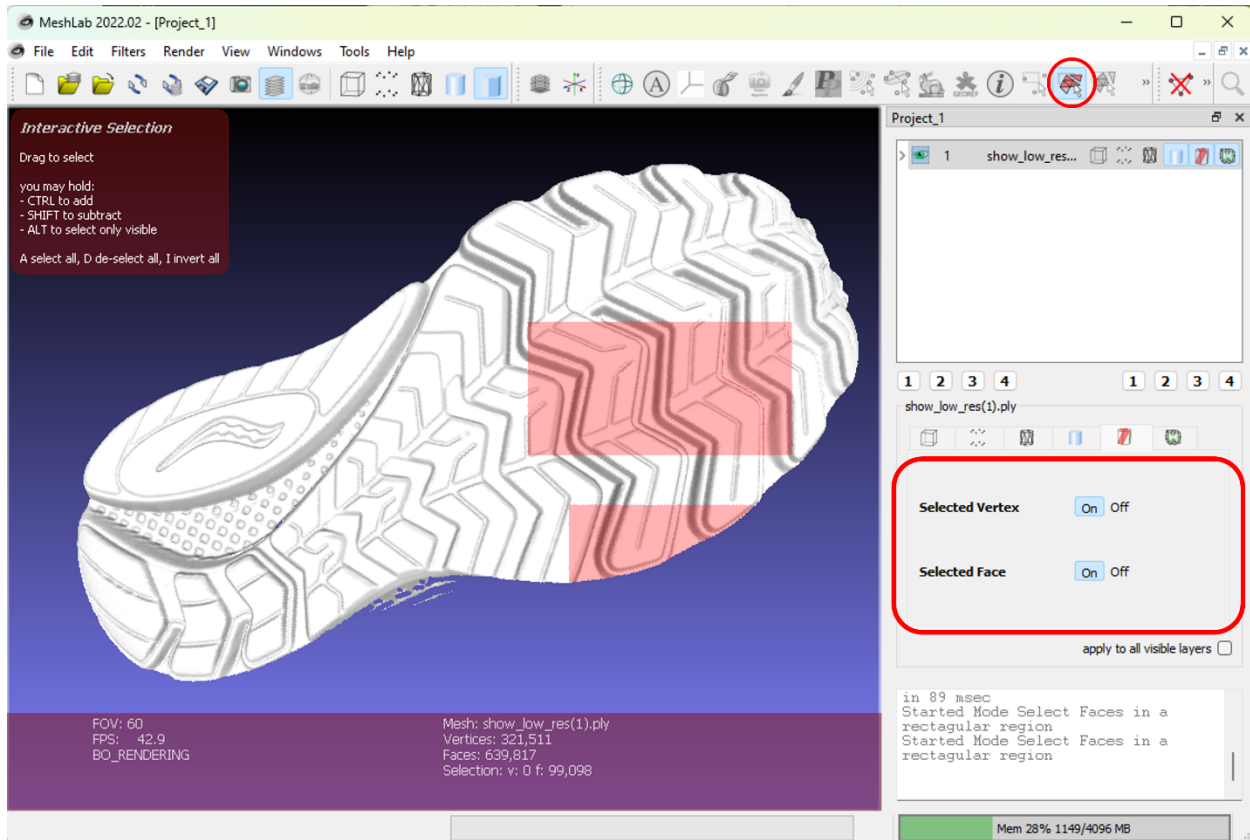 MeshLab 2022.02 - [Project_1]
File Edit Filters Render View Windows Tools Help
A
GEOREF
i
»
»
Interactive Selection
Drag to select
you may hold:
- CTRL to add
- SHIFT to subtract
- ALT to select only visible
A select all, D de-select all, I invert all
FOV: 60
FPS: 42.9
BO_RENDERING
Mesh: show_low_res(1).ply
Vertices: 321,511
Faces: 639,817
Selection: v: 0 f: 99,098
Project_1
1 show_low_res...
1 2 3 4 1 2 3 4
show_low_res(1).ply
Selected Vertex On Off
Selected Face On Off
apply to all visible layers
in 89 msec
Started Mode Select Faces in a
rectagular region
Started Mode Select Faces in a
rectagular region
Mem 28% 1149/4096 MB